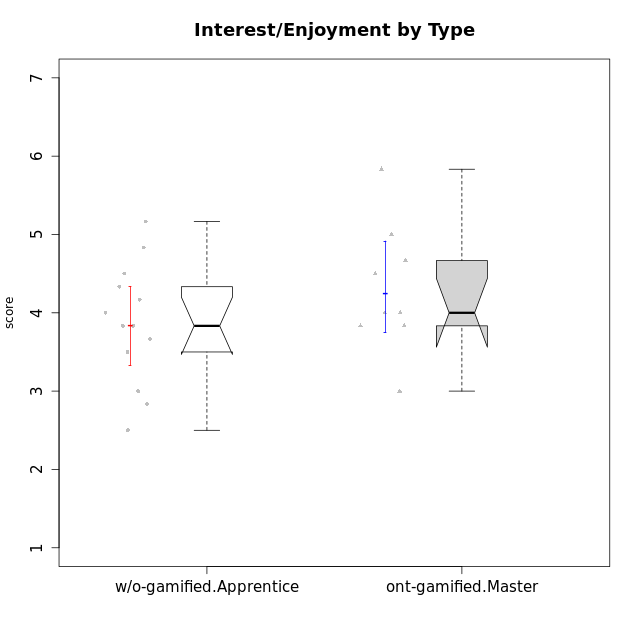 Interest/Enjoyment by Type
score
7
6
5
4
3
2
1
w/o-gamified.Apprentice
ont-gamified.Master